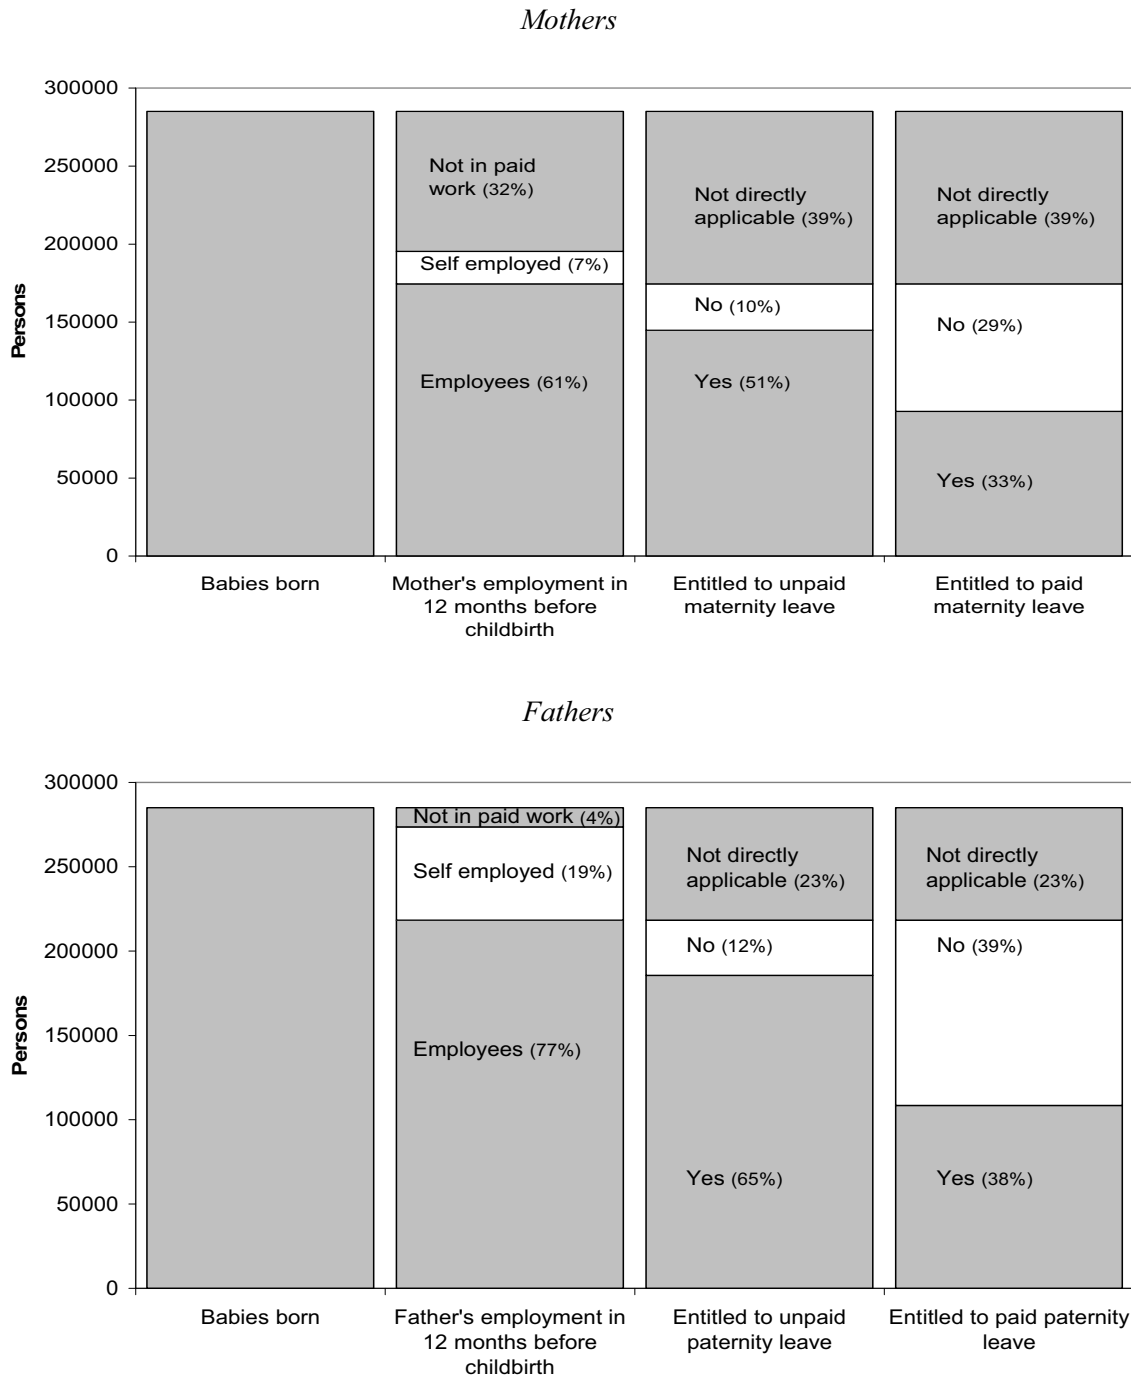 Mothers
300000
250000
200000
150000
100000
50000
0
Persons
Not in paid
work (32%)
Self employed (7%)
Employees (61%)
Not directly
applicable (39%)
No (10%)
Yes (51%)
Not directly
applicable (39%)
No (29%)
Yes (33%)
Babies born
Mother's employment in
12 months before
childbirth
Entitled to unpaid
maternity leave
Entitled to paid
maternity leave
Fathers
300000
250000
200000
150000
100000
50000
0
Persons
Not in paid work (4%)
Self employed (19%)
Employees (77%)
Not directly
applicable (23%)
No (12%)
Yes (65%)
Not directly
applicable (23%)
No (39%)
Yes (38%)
Babies born
Father's employment in
12 months before
childbirth
Entitled to unpaid
paternity leave
Entitled to paid paternity
leave